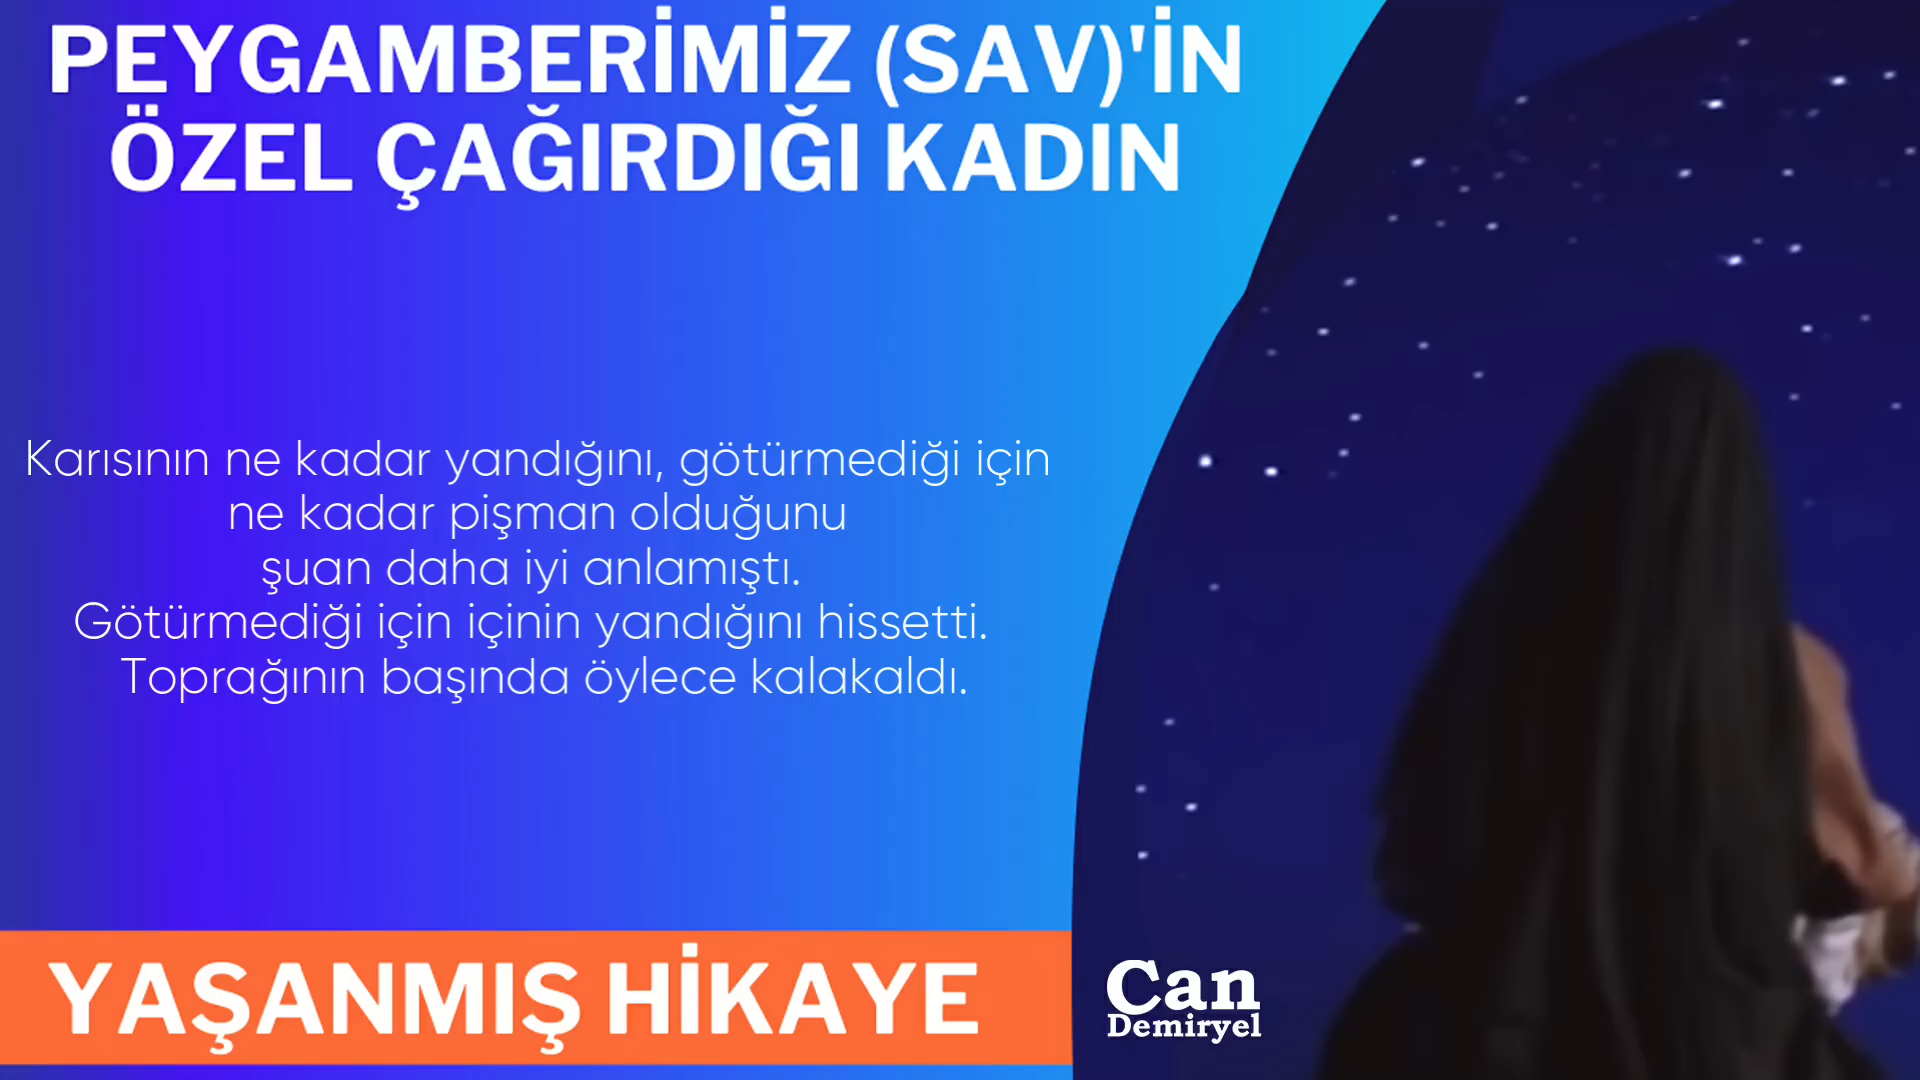 PEYGAMBERİMİZ (SAV)'İN
ÖZEL ÇAĞIRDIĞI KADIN
Karısının ne kadar yandığını, götürmediği için
ne kadar pişman olduğunu
şuan daha iyi anlamıştı.
Götürmediği için içinin yandığını hissetti.
Toprağının başında öylece kalakaldı.
YAŞANMIŞ HİKAYE
Can
Demiryel